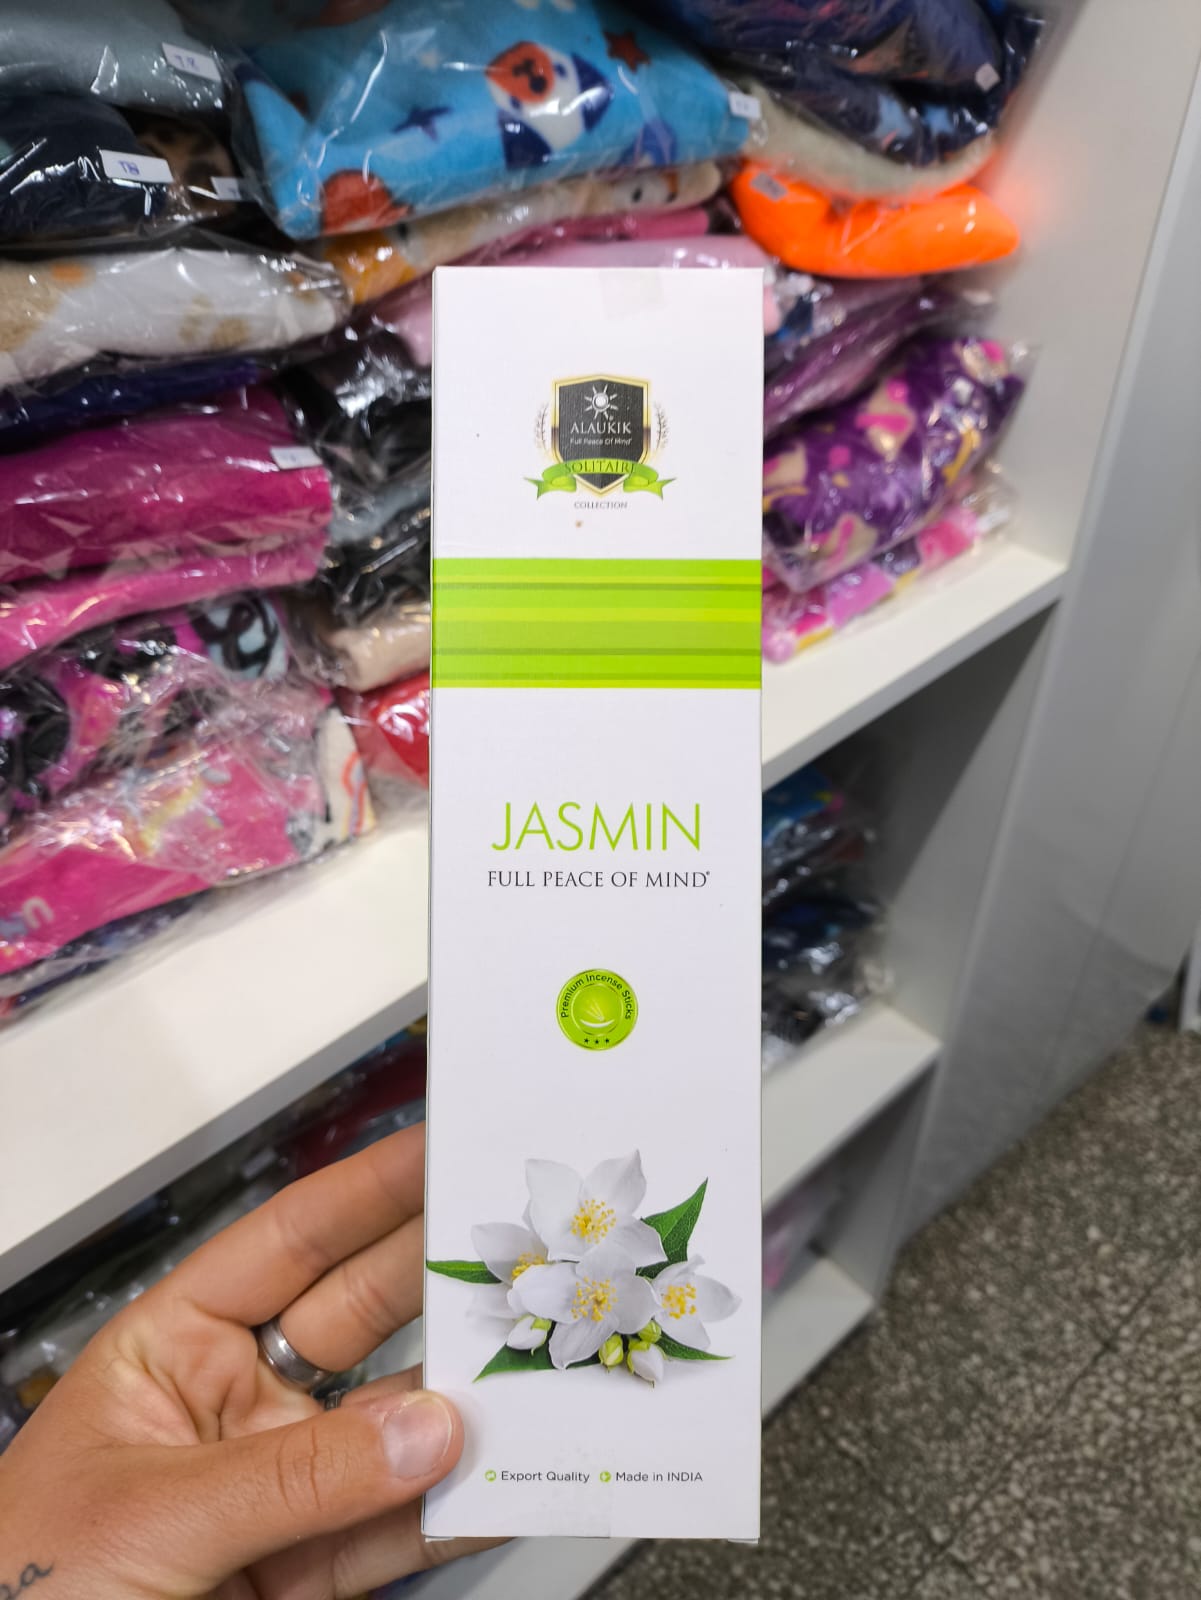 ALAUKIK
Full Peace Of Mind
SOLITAIRE
COLLECTION
JASMIN
FULL PEACE OF MIND®
Premium Incense Sticks
Export Quality Made in INDIA